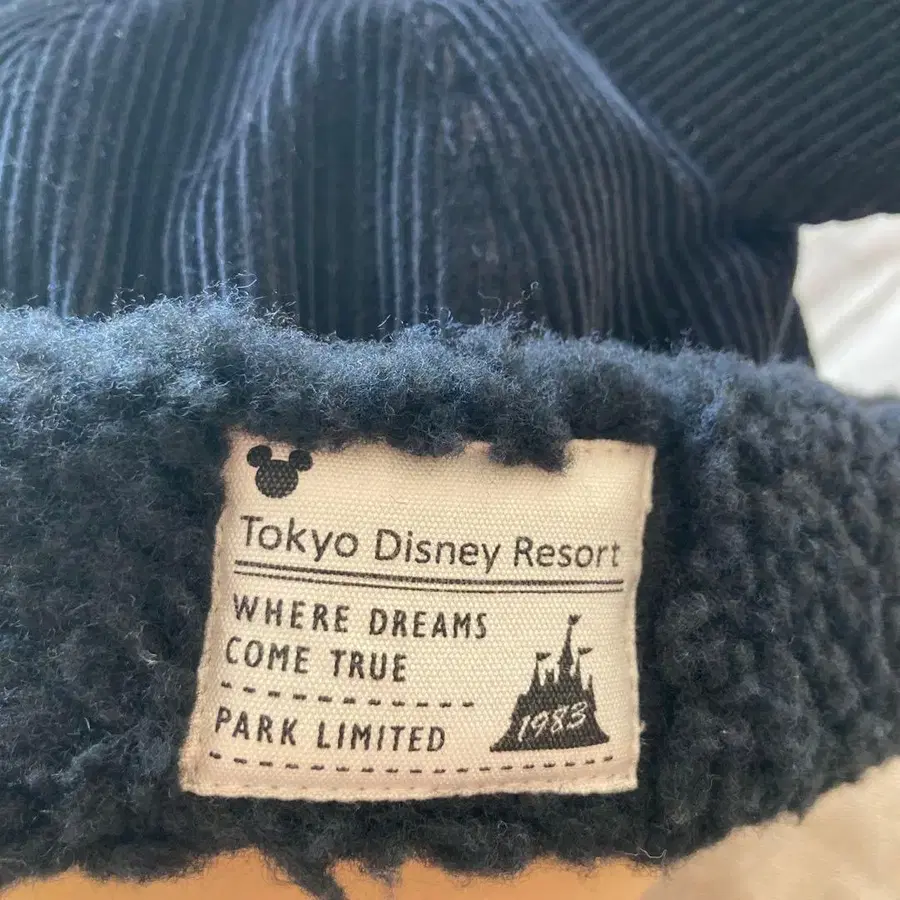 Tokyo Disney Resort
WHERE DREAMS
COME TRUE
PARK LIMITED
1983